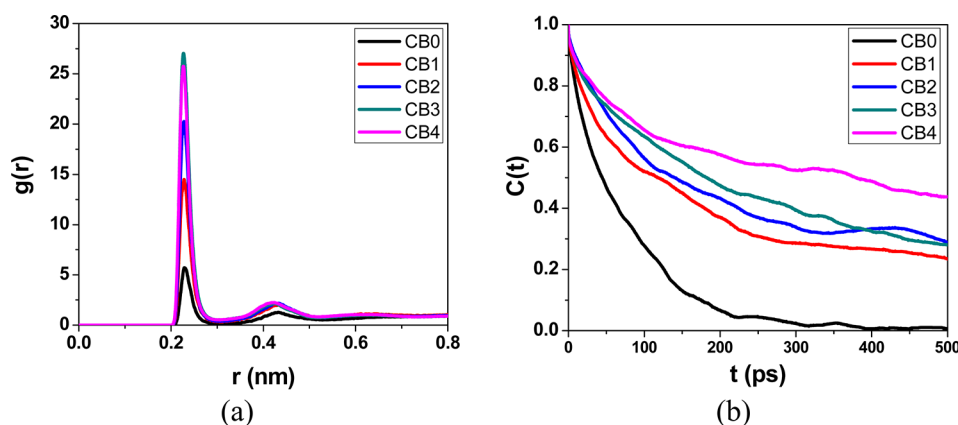 30
25
20
15
10
5
0
g(r)
0.0 0.2 0.4 0.6 0.8
r (nm)
CB0
CB1
CB2
CB3
CB4
(a)
1.0
0.8
0.6
0.4
0.2
0.0
C(t)
0 100 200 300 400 500
t (ps)
CB0
CB1
CB2
CB3
CB4
(b)